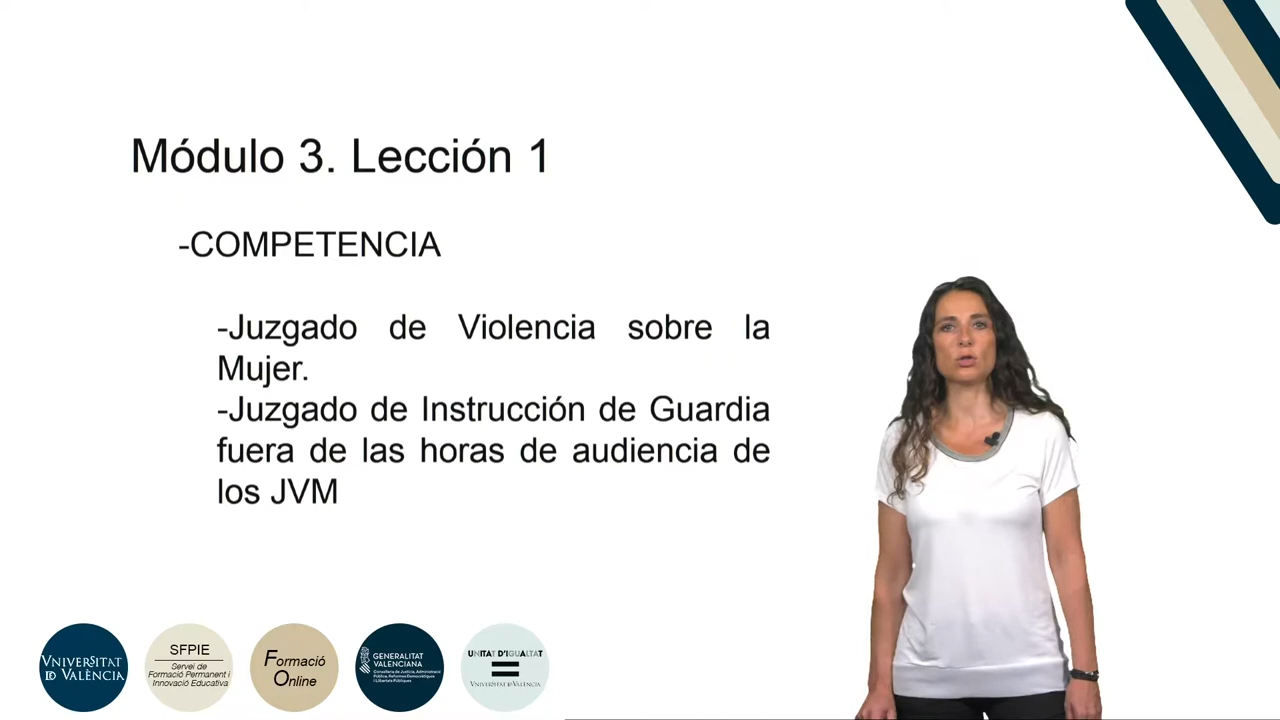 Módulo 3. Lección 1
-COMPETENCIA
-Juzgado de Violencia sobre la
Mujer.
-Juzgado de Instrucción de Guardia
fuera de las horas de audiencia de
los JVM
VNIVERSITAT
ID VALÈNCIA
SFPIE
Servei de
Formació Permanent i
Innovació Educativa
Formació
Online
GENERALITAT
VALENCIANA
Conselleria de Justícia, Administració
Pública, Reformes Democràtiques
i Llibertats Públiques
UNITAT D'IGUALTAT
VNIVERSITAT ID VALÈNCIA